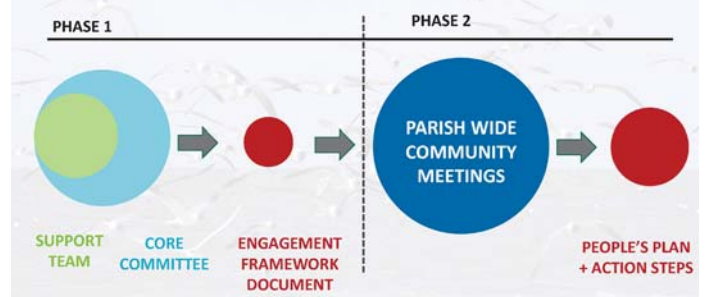 PHASE 1
PHASE 2
PARISH WIDE
COMMUNITY
MEETINGS
SUPPORT
TEAM
CORE
COMMITTEE
ENGAGEMENT
FRAMEWORK
DOCUMENT
PEOPLE'S PLAN
+ ACTION STEPS